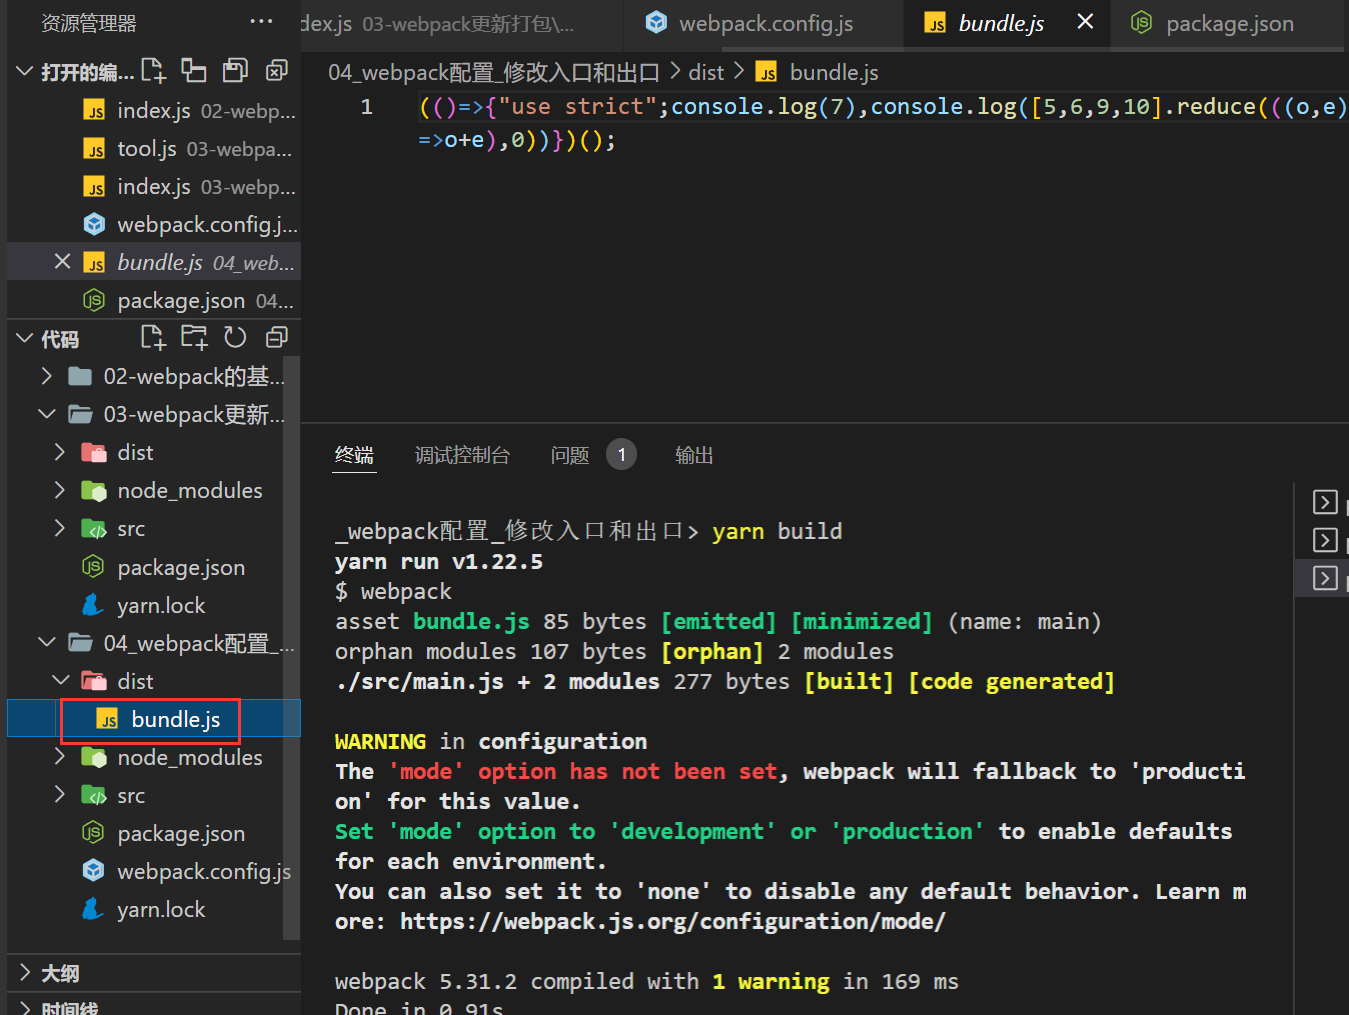 资源管理器
打开的编...
index.js 02-webp...
tool.js 03-webpa...
index.js 03-webp...
webpack.config.j...
bundle.js 04_web...
package.json 04...
代码
02-webpack的基...
03-webpack更新...
dist
node_modules
src
package.json
yarn.lock
04_webpack配置_...
dist
bundle.js
node_modules
src
package.json
webpack.config.js
yarn.lock
大纲
时间线
dex.js 03-webpack更新打包\...
webpack.config.js
bundle.js
package.json
04_webpack配置_修改入口和出口 > dist > bundle.js
1 (()=>{"use strict";console.log(7),console.log([5,6,9,10].reduce(((o,e)
=>o+e),0))})();
终端 调试控制台 问题 1 输出
_webpack配置_修改入口和出口> yarn build
yarn run v1.22.5
$ webpack
asset bundle.js 85 bytes [emitted] [minimized] (name: main)
orphan modules 107 bytes [orphan] 2 modules
./src/main.js + 2 modules 277 bytes [built] [code generated]
WARNING in configuration
The 'mode' option has not been set, webpack will fallback to 'producti
on' for this value.
Set 'mode' option to 'development' or 'production' to enable defaults
for each environment.
You can also set it to 'none' to disable any default behavior. Learn m
ore: https://webpack.js.org/configuration/mode/
webpack 5.31.2 compiled with 1 warning in 169 ms
Done in 0.91s